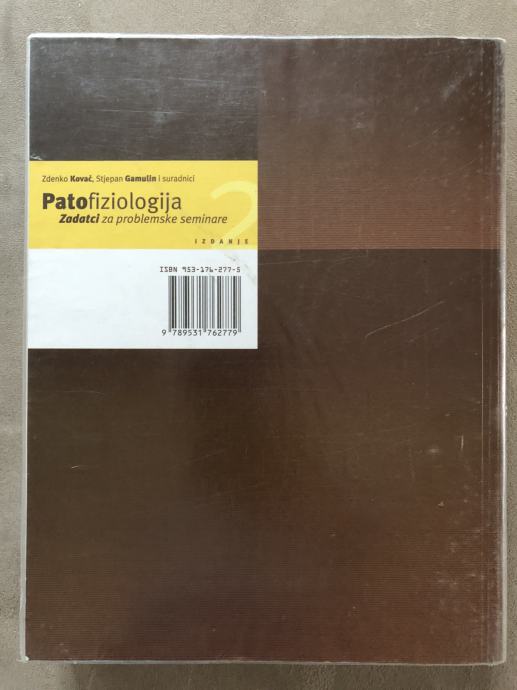 Zdenko Kovač, Stjepan Gamulin i suradnici
Patofiziologija
Zadatci za problemske seminare
2
IZDANJE
ISBN 953-176-277-5
9 789531 762779